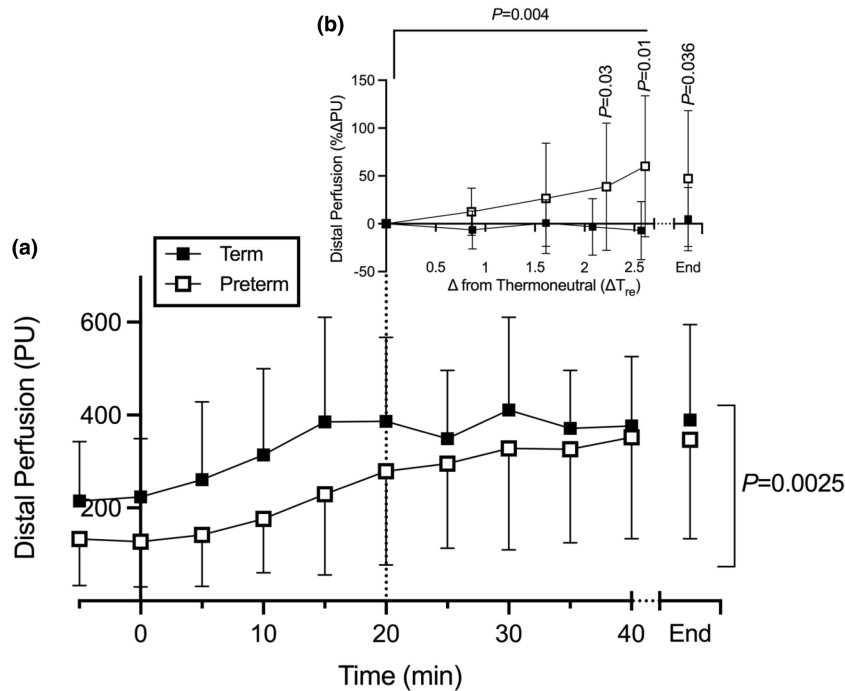 (b)
P=0.004
P=0.03
P=0.01
P=0.036
Distal Perfusion (%ΔPU)
150
100
50
0
-50
0.5 1 1.5 2 2.5 End
Δ from Thermoneutral (ΔTre)
(a)
Term
Preterm
Distal Perfusion (PU)
600
400
200
P=0.0025
0 10 20 30 40 End
Time (min)